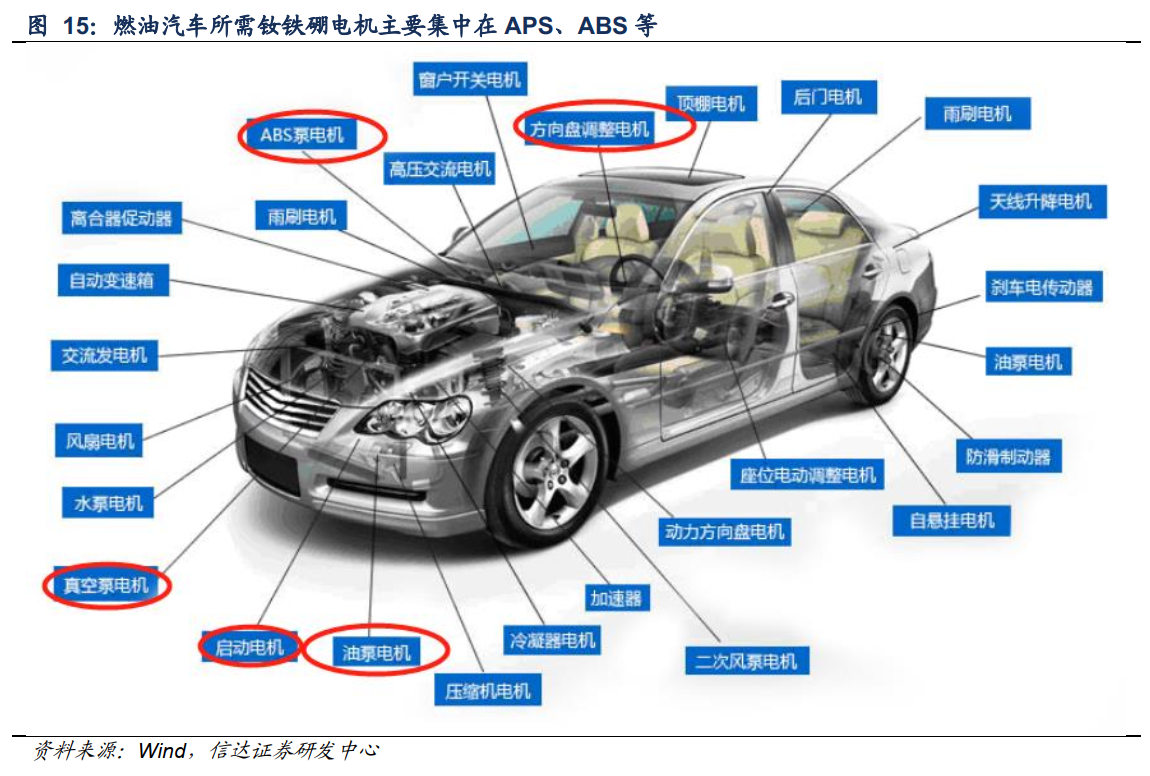 图 15：燃油汽车所需钕铁硼电机主要集中在 APS、ABS 等
窗户开关电机
顶棚电机
后门电机
雨刷电机
ABS泵电机
方向盘调整电机
高压交流电机
离合器促动器
雨刷电机
天线升降电机
自动变速箱
刹车电传动器
交流发电机
油泵电机
风扇电机
防滑制动器
座位电动调整电机
水泵电机
自悬挂电机
动力方向盘电机
真空泵电机
加速器
启动电机
油泵电机
冷凝器电机
二次风泵电机
压缩机电机
资料来源：Wind，信达证券研发中心